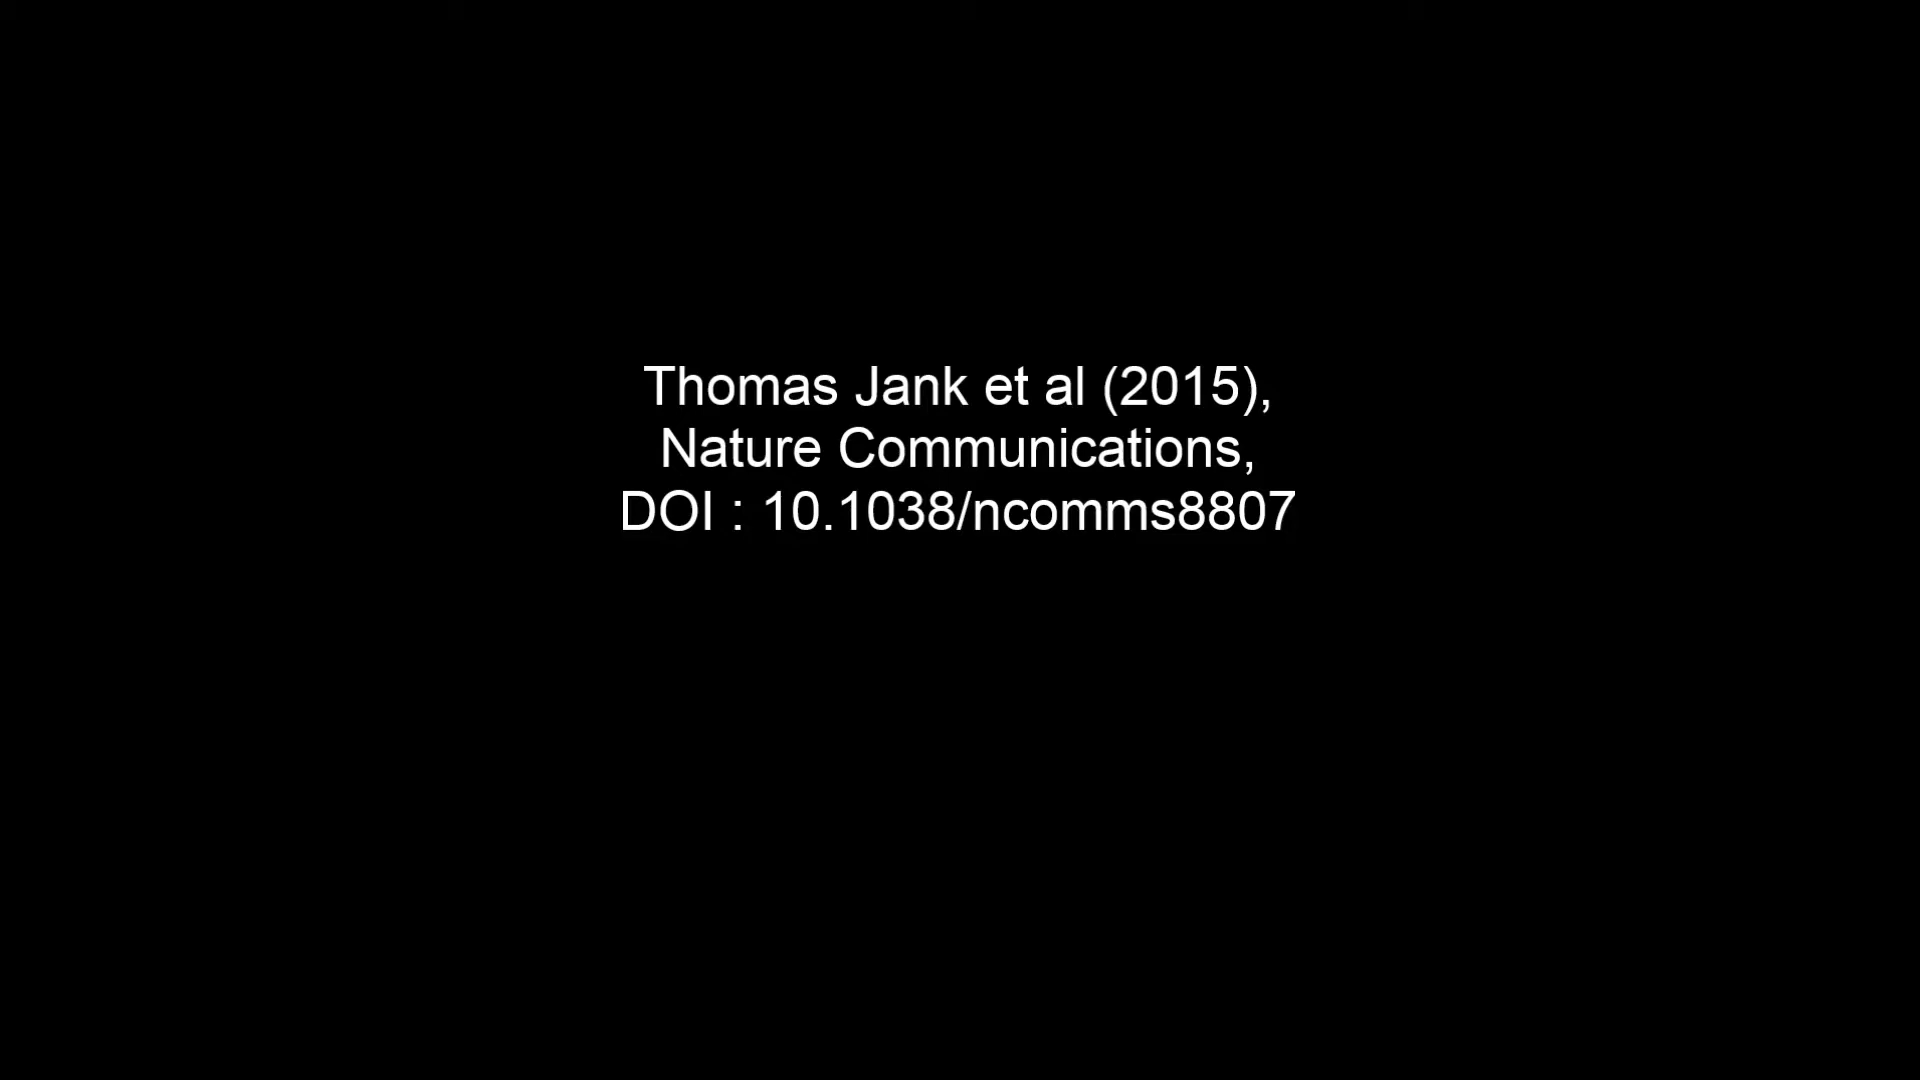 Thomas Jank et al (2015),
Nature Communications,
DOI : 10.1038/ncomms8807